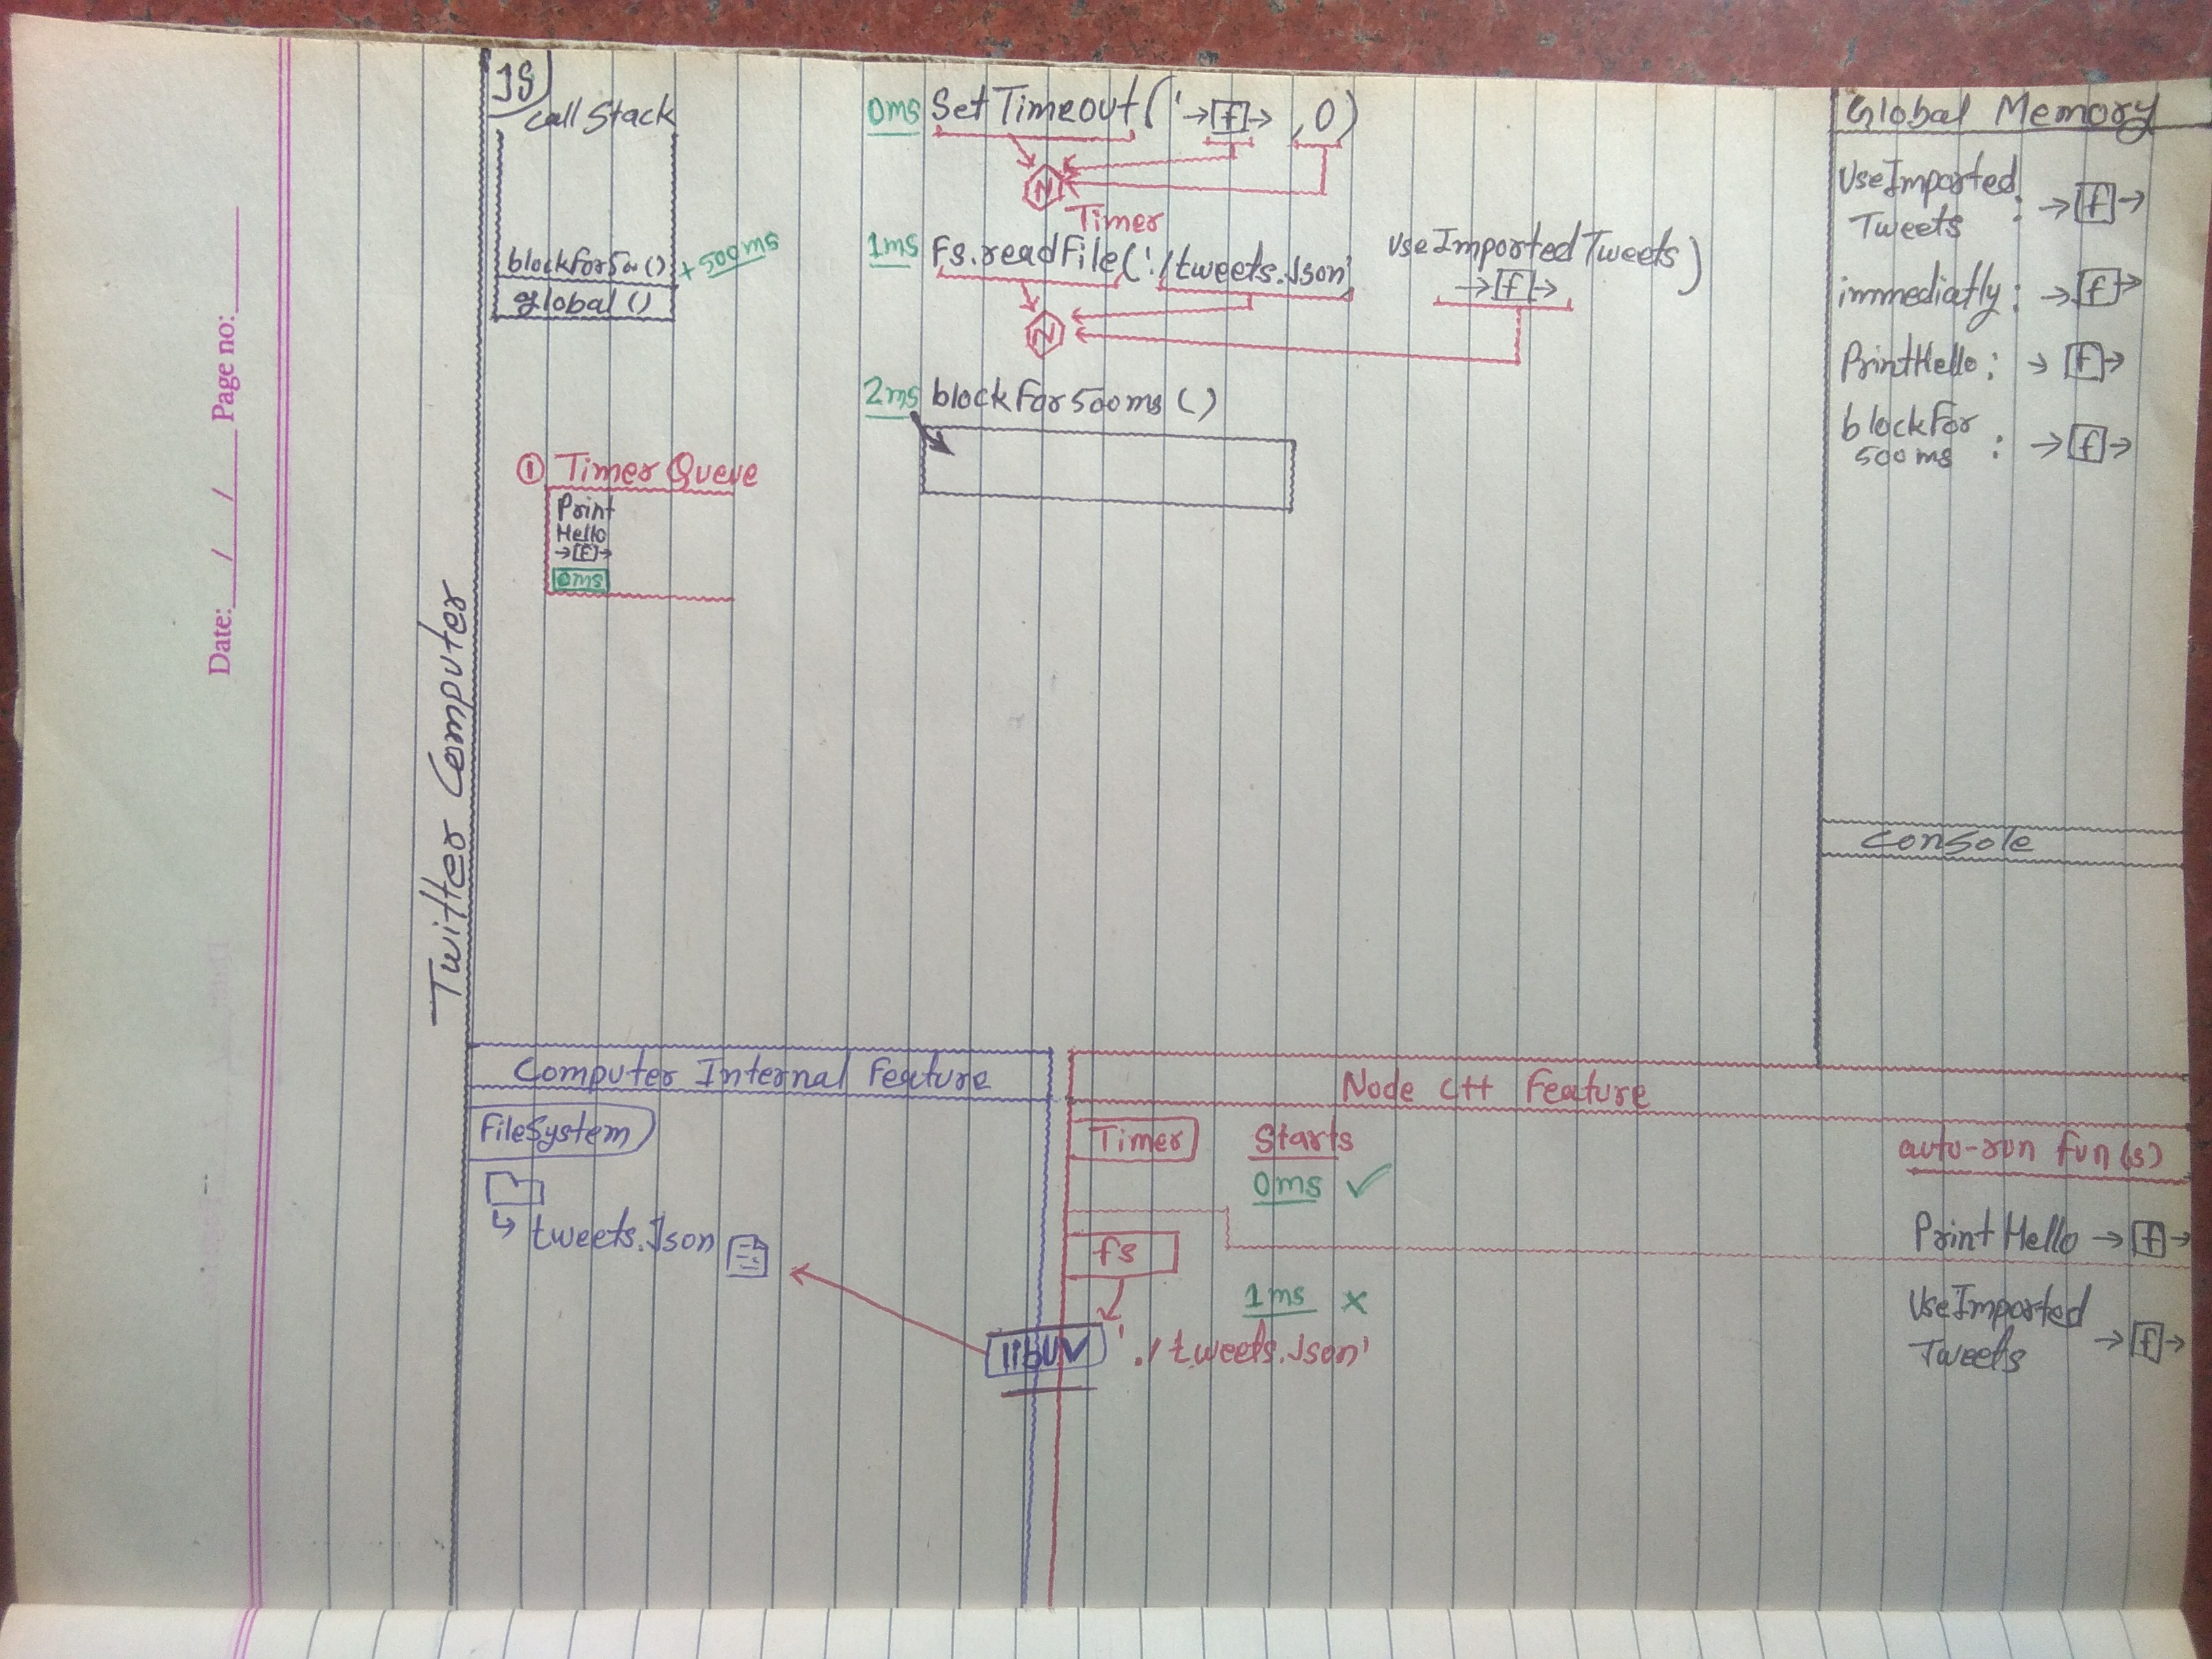 Date: / / Page no:
Twitter Computer
JS
Call Stack
blockfor500 () + 500ms
global ()
① Timer Queue
Print
Hello
→[f]→
0ms
0ms SetTimeout (' →[f]→ , 0)
N
Timer
1ms Fs.readFile ('./tweets.Json' UseImportedTweets)
→[f]→
N
2ms blockFor500ms ()
Global Memory
UseImported
Tweets : →[f]→
immediatly : →[f]→
PrintHello : →[f]→
blockFor
500ms : →[f]→
Console
Computer Internal Feature
FileSystem
tweets.Json
Node C++ Feature
Timer Starts
0ms ✓
auto-run fun(s)
PrintHello →[f]→
fs
1ms x
UseImported
Tweets →[f]→
libUV './tweets.Json'